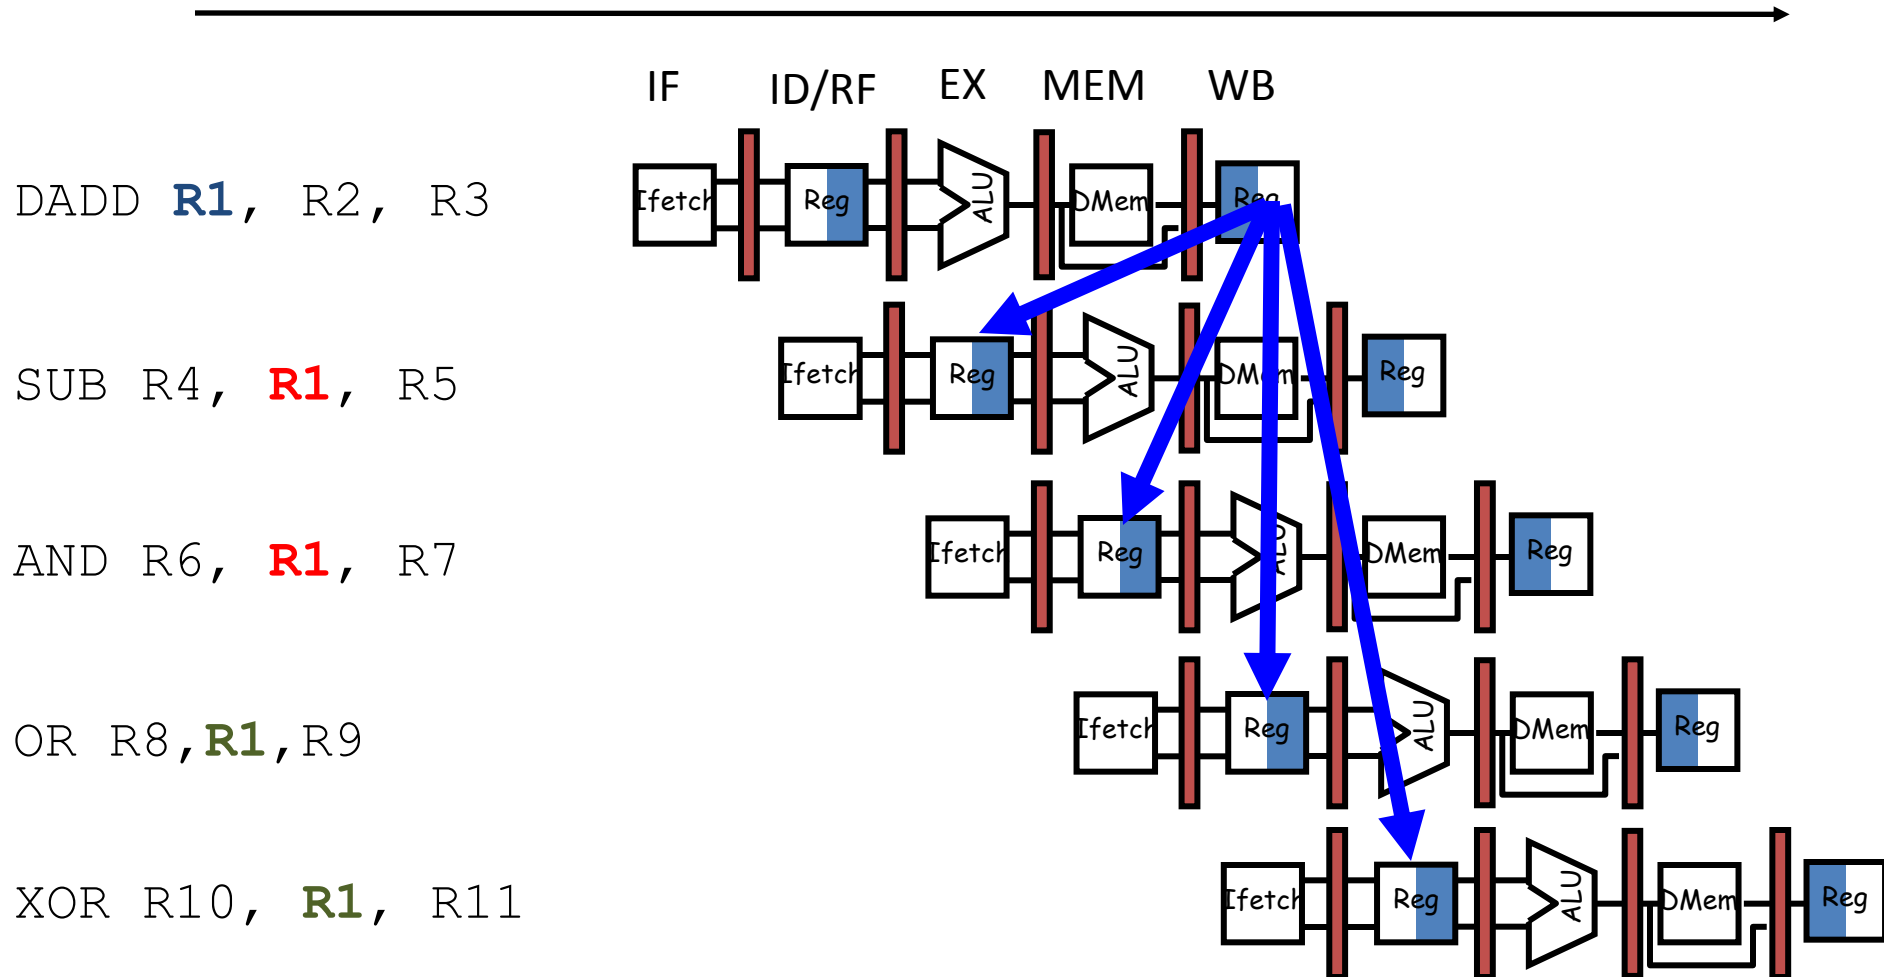 IF ID/RF EX MEM WB
DADD R1, R2, R3
Ifetch Reg ALU DMem Reg
SUB R4, R1, R5
Ifetch Reg ALU DMem Reg
AND R6, R1, R7
Ifetch Reg ALU DMem Reg
OR R8,R1,R9
Ifetch Reg ALU DMem Reg
XOR R10, R1, R11
Ifetch Reg ALU DMem Reg